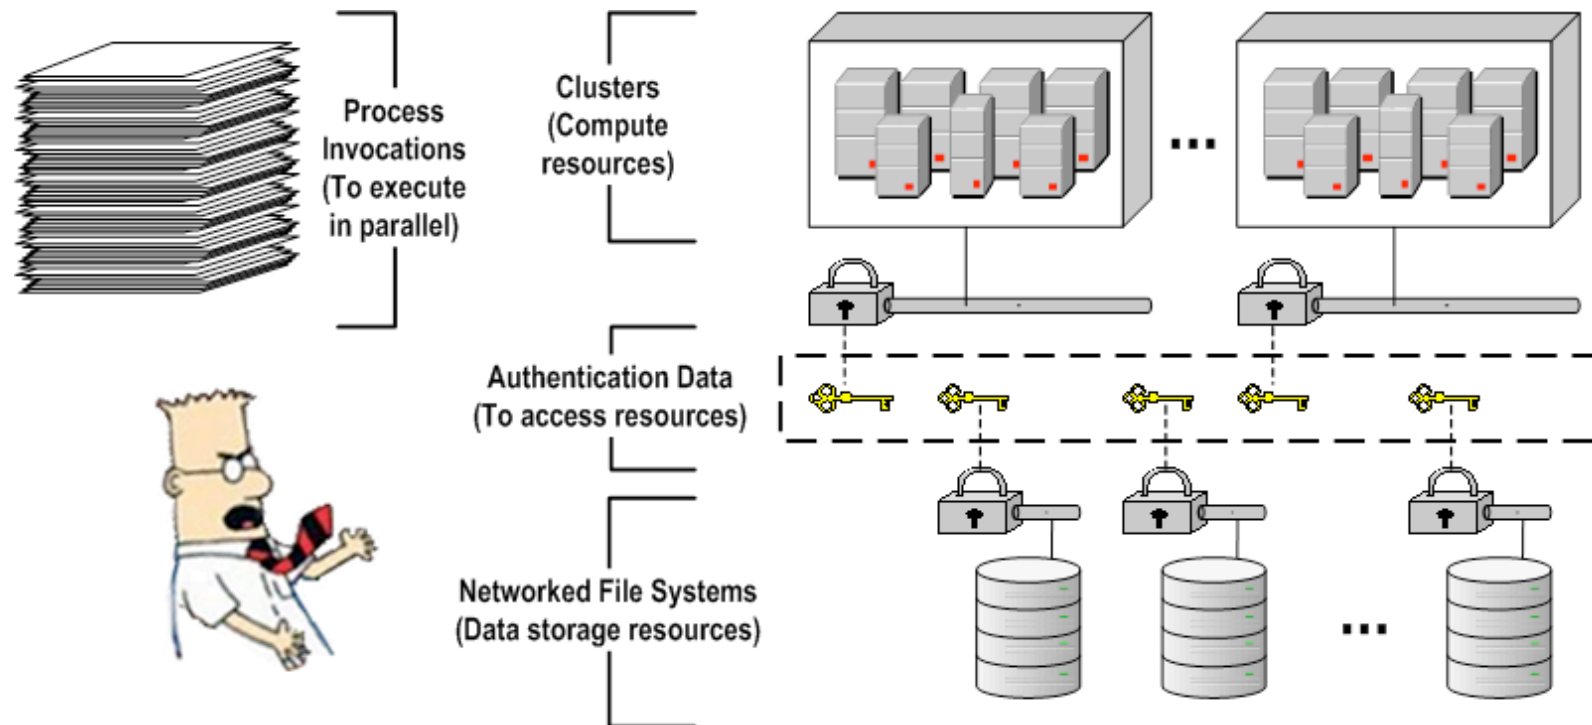 Process
Invocations
(To execute
in parallel)
Clusters
(Compute
resources)
...
Authentication Data
(To access resources)
Networked File Systems
(Data storage resources)
...